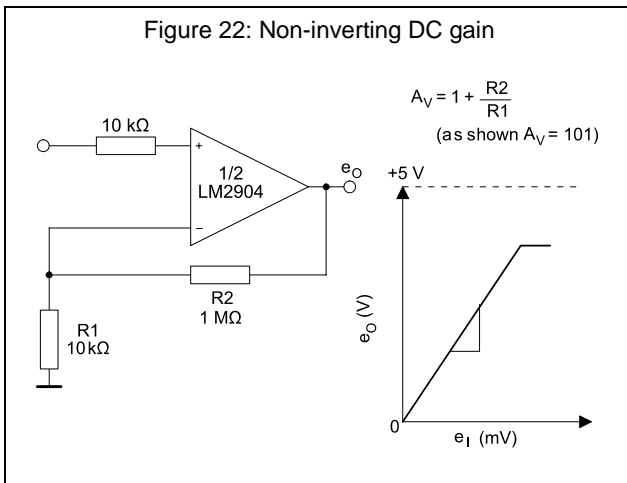 Figure 22: Non-inverting DC gain
A_V = 1 + R2/R1
(as shown A_V = 101)
10 kΩ
+
1/2
LM2904
−
e_O
R2
1 MΩ
R1
10kΩ
+5 V
e_O (V)
0
e_I (mV)